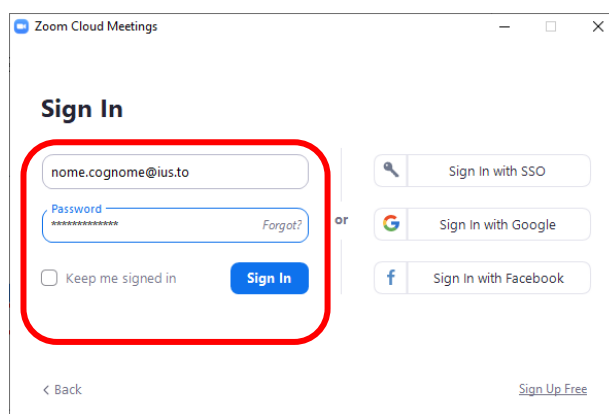 Zoom Cloud Meetings
Sign In
nome.cognome@ius.to
Password
************* Forgot?
Keep me signed in
Sign In
or
Sign In with SSO
Sign In with Google
Sign In with Facebook
< Back
Sign Up Free